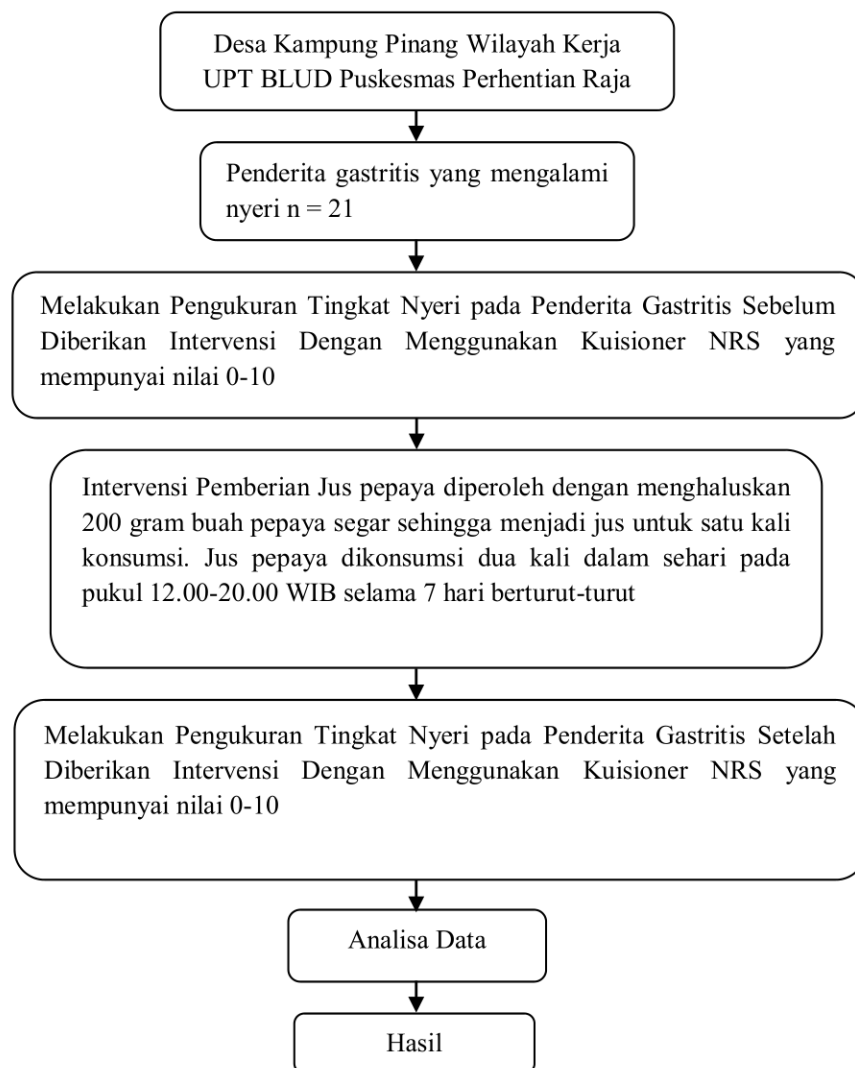 Desa Kampung Pinang Wilayah Kerja
UPT BLUD Puskesmas Perhentian Raja
Penderita gastritis yang mengalami
nyeri n = 21
Melakukan Pengukuran Tingkat Nyeri pada Penderita Gastritis Sebelum
Diberikan Intervensi Dengan Menggunakan Kuisioner NRS yang
mempunyai nilai 0-10
Intervensi Pemberian Jus pepaya diperoleh dengan menghaluskan
200 gram buah pepaya segar sehingga menjadi jus untuk satu kali
konsumsi. Jus pepaya dikonsumsi dua kali dalam sehari pada
pukul 12.00-20.00 WIB selama 7 hari berturut-turut
Melakukan Pengukuran Tingkat Nyeri pada Penderita Gastritis Setelah
Diberikan Intervensi Dengan Menggunakan Kuisioner NRS yang
mempunyai nilai 0-10
Analisa Data
Hasil